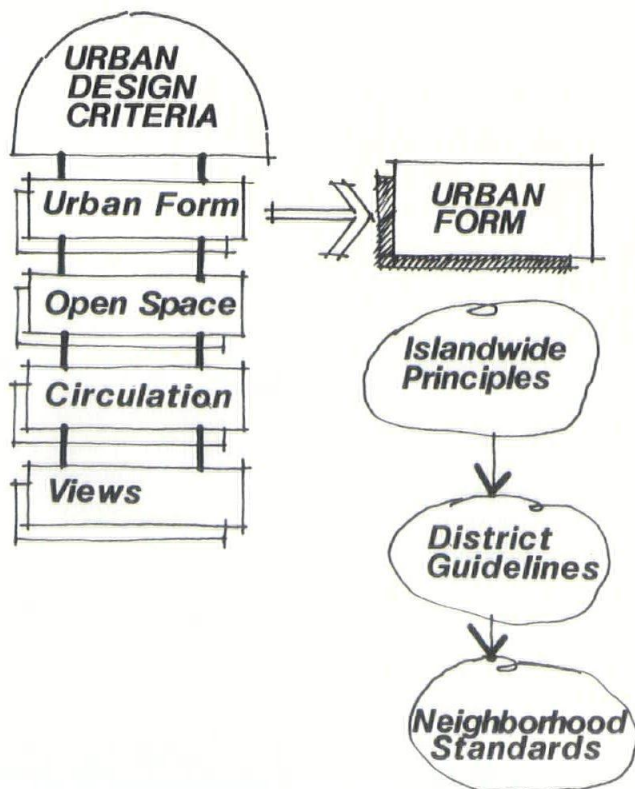 URBAN
DESIGN
CRITERIA
Urban Form
Open Space
Circulation
Views
URBAN
FORM
Islandwide
Principles
District
Guidelines
Neighborhood
Standards